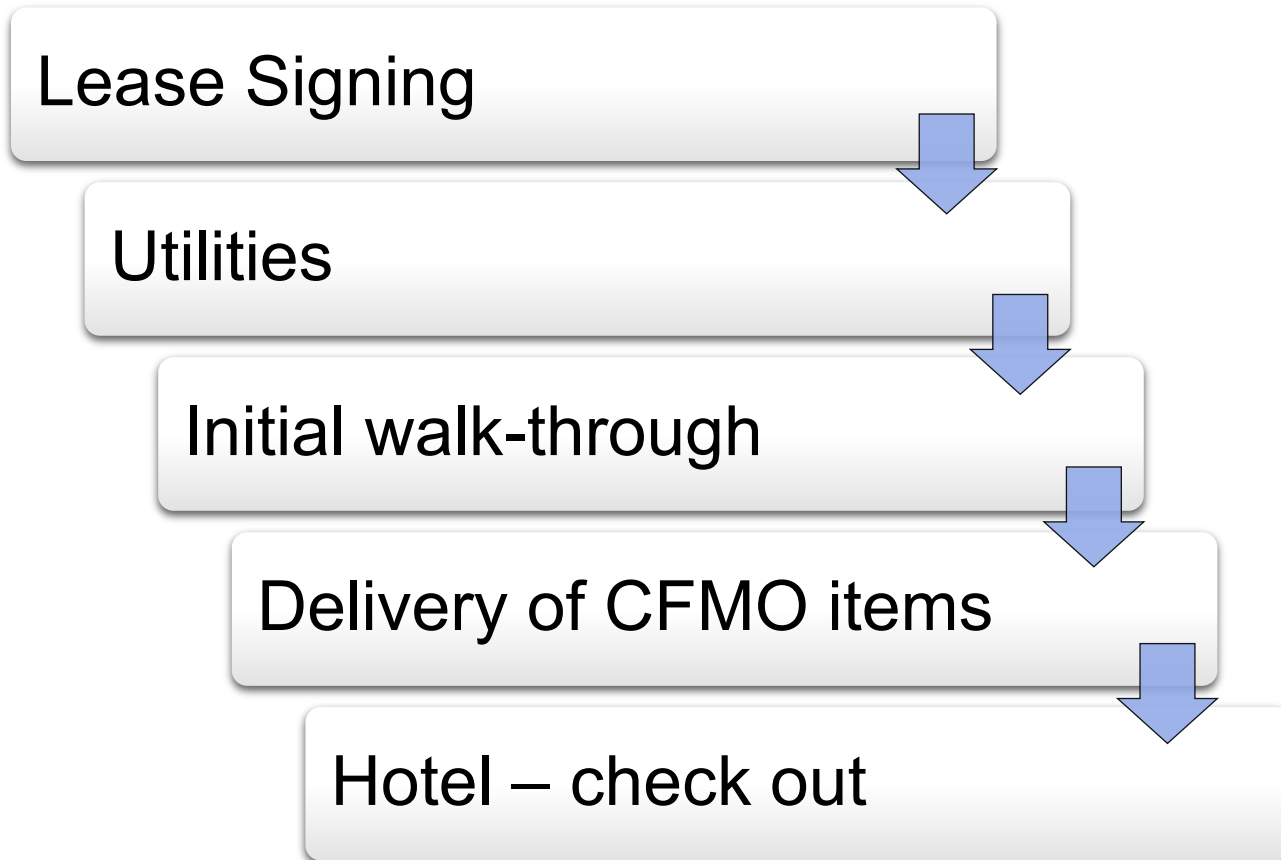 Lease Signing
Utilities
Initial walk-through
Delivery of CFMO items
Hotel – check out